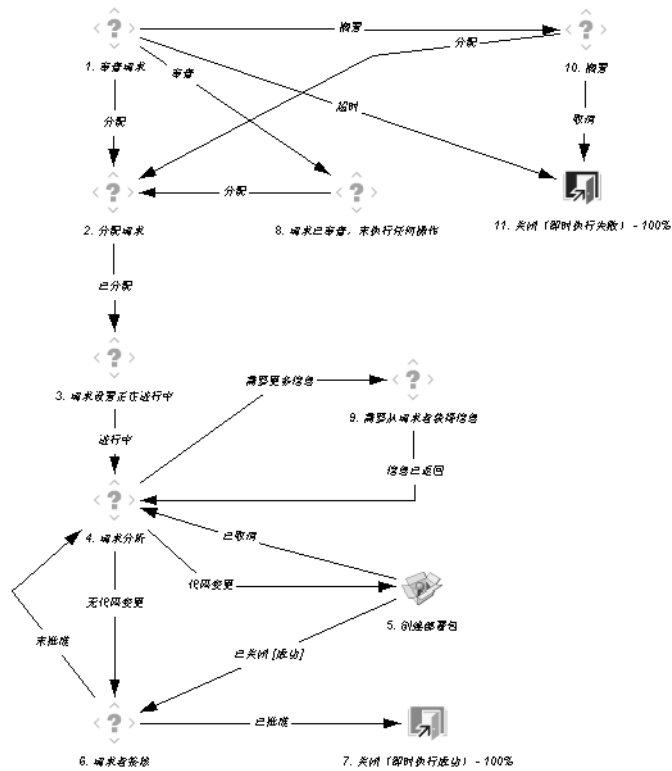 搁置
分配
1. 审查请求
审查
10. 搁置
超时
分配
取消
分配
2. 分配请求
8. 请求已审查，未执行任何操作
11. 关闭（即时执行失败） - 100%
已分配
需要更多信息
3. 请求设置正在进行中
9. 需要从请求者获得信息
进行中
信息已返回
已取消
4. 请求分析
代码变更
无代码变更
5. 创建部署包
未批准
已关闭 [成功]
已批准
6. 请求者签核
7. 关闭（即时执行成功） - 100%